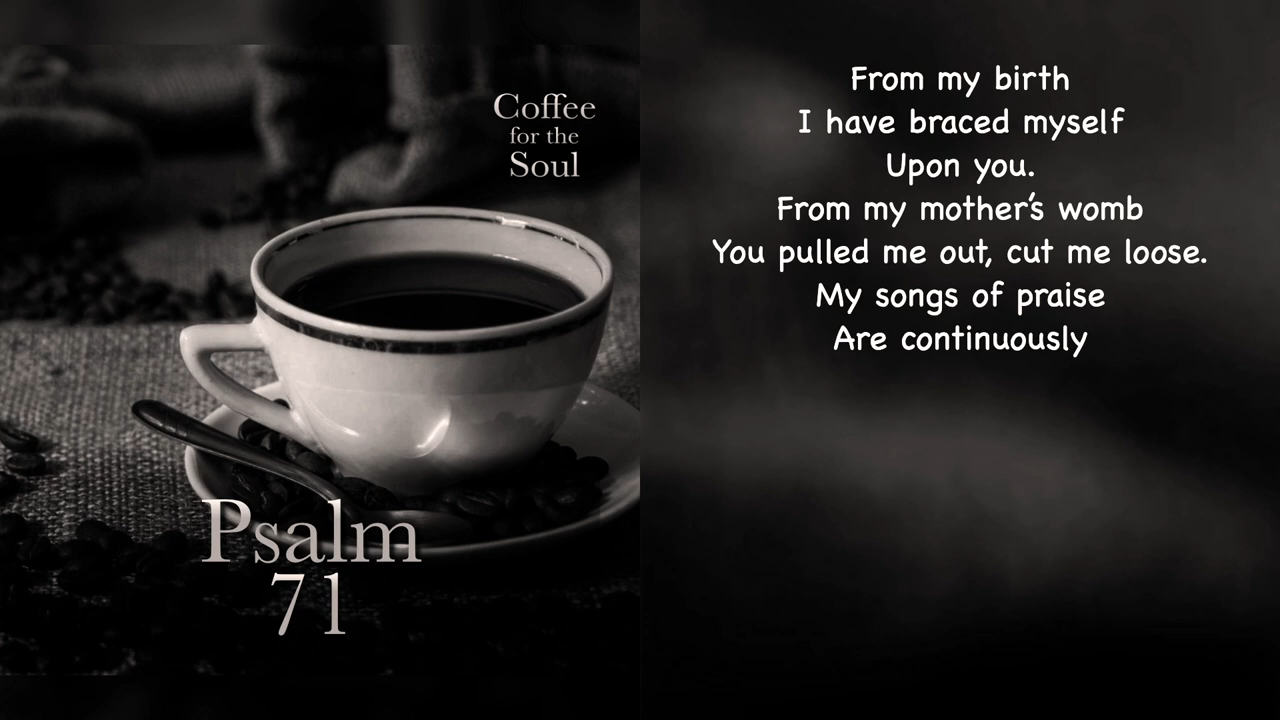 Coffee
for the
Soul
Psalm
71
From my birth
I have braced myself
Upon you.
From my mother's womb
You pulled me out, cut me loose.
My songs of praise
Are continuously